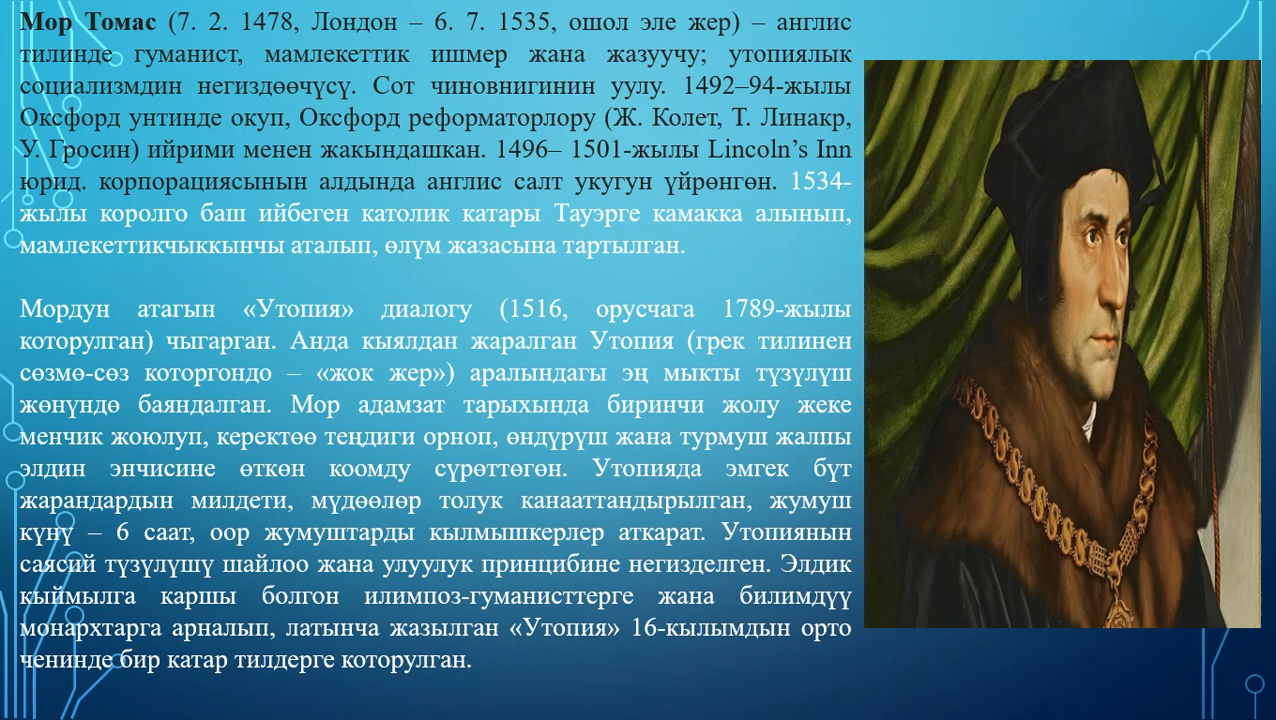 Мор Томас (7. 2. 1478, Лондон – 6. 7. 1535, ошол эле жер) – англис
тилинде гуманист, мамлекеттик ишмер жана жазуучу; утопиялык
социализмдин негиздөөчүсү. Сот чиновнигинин уулу. 1492–94-жылы
Оксфорд унтинде окуп, Оксфорд реформаторлору (Ж. Колет, Т. Линакр,
У. Гросин) ийрими менен жакындашкан. 1496– 1501-жылы Lincoln’s Inn
юрид. корпорациясынын алдында англис салт укугун үйрөнгөн. 1534-
жылы королго баш ийбеген католик катары Тауэрге камакка алынып,
мамлекеттикчыккынчы аталып, өлүм жазасына тартылган.
Мордун атагын «Утопия» диалогу (1516, орусчага 1789-жылы
которулган) чыгарган. Анда кыялдан жаралган Утопия (грек тилинен
сөзмө-сөз которгондо – «жок жер») аралындагы эң мыкты түзүлүш
жөнүндө баяндалган. Мор адамзат тарыхында биринчи жолу жеке
менчик жоюлуп, керектөө теңдиги орноп, өндүрүш жана турмуш жалпы
элдин энчисине өткөн коомду сүрөттөгөн. Утопияда эмгек бүт
жарандардын милдети, мүдөөлөр толук канааттандырылган, жумуш
күнү – 6 саат, оор жумуштарды кылмышкерлер аткарат. Утопиянын
саясий түзүлүшү шайлоо жана улуулук принцибине негизделген. Элдик
кыймылга каршы болгон илимпоз-гуманисттерге жана билимдүү
монархтарга арналып, латынча жазылган «Утопия» 16-кылымдын орто
ченинде бир катар тилдерге которулган.